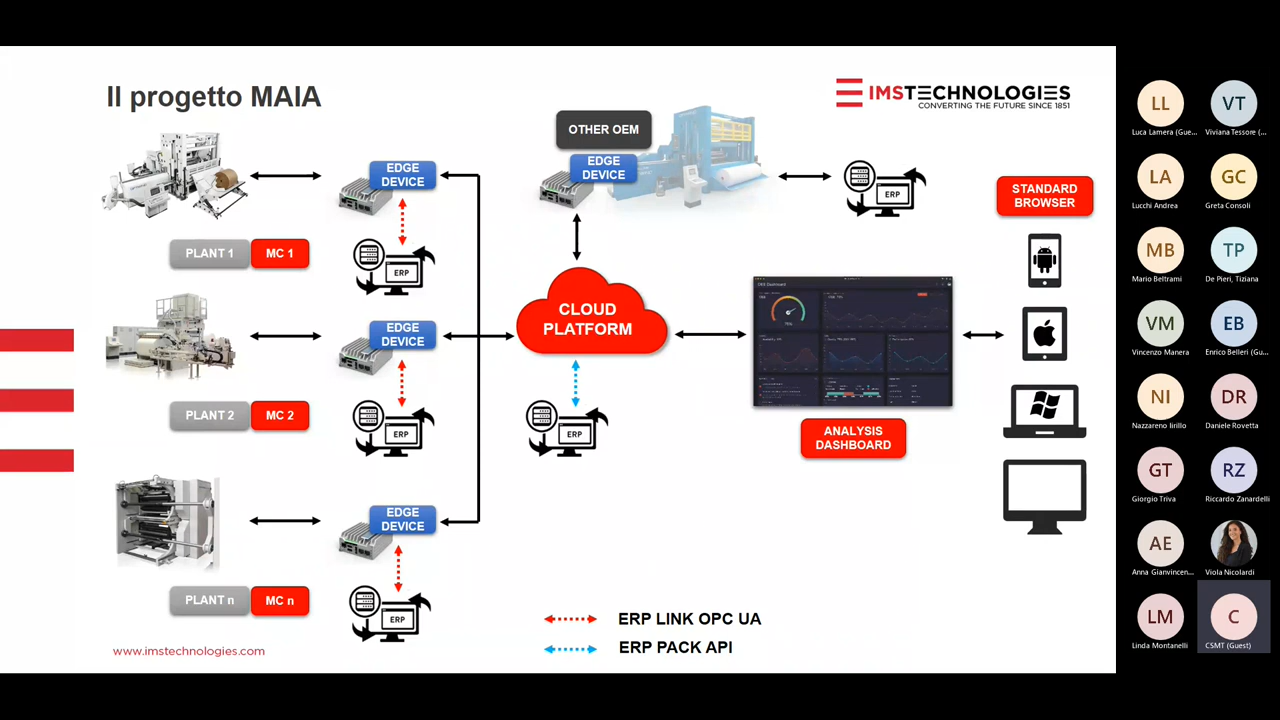 Il progetto MAIA
IMSTECHNOLOGIES
CONVERTING THE FUTURE SINCE 1851
OTHER OEM
EDGE
DEVICE
ERP
EDGE
DEVICE
ERP
PLANT 1
MC 1
STANDARD
BROWSER
CLOUD
PLATFORM
EDGE
DEVICE
ERP
ERP
PLANT 2
MC 2
ANALYSIS
DASHBOARD
EDGE
DEVICE
ERP
PLANT n
MC n
ERP LINK OPC UA
ERP PACK API
www.imstechnologies.com
LL
VT
Luca Lamera (Gue...
Viviana Tessore (...
LA
GC
Lucchi Andrea
Greta Consoli
MB
TP
Mario Beltrami
De Pieri, Tiziana
VM
EB
Vincenzo Manera
Enrico Belleri (Gu...
NI
DR
Nazzareno Iirillo
Daniele Rovetta
GT
RZ
Giorgio Triva
Riccardo Zanardelli
AE
Anna Gianvincen...
Viola Nicolardi
LM
C
Linda Montanelli
CSMT (Guest)